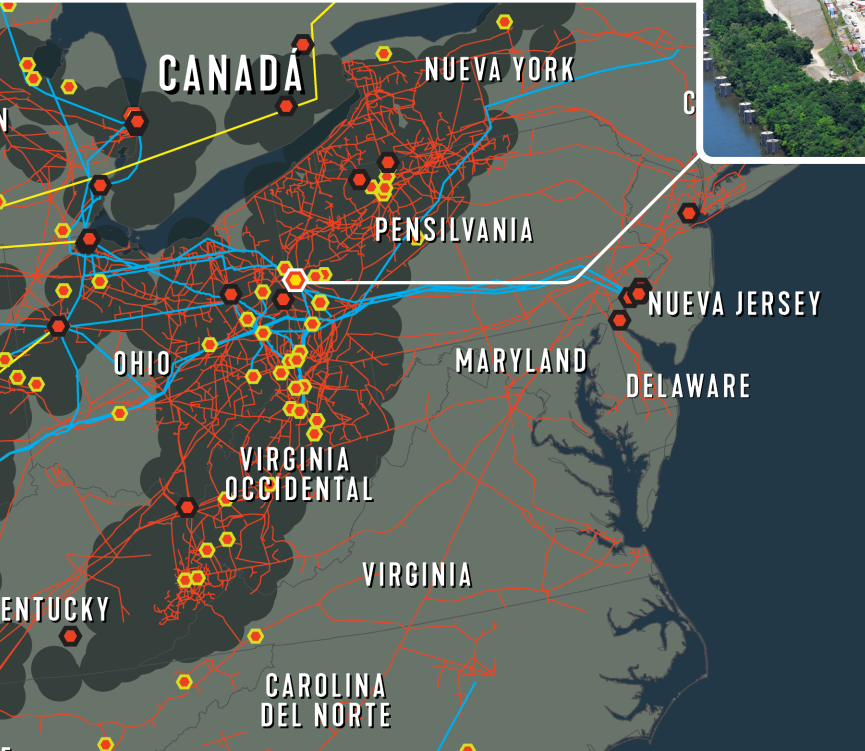 CANADÁ
NUEVA YORK
N
C
PENSILVANIA
NUEVA JERSEY
OHIO
MARYLAND
DELAWARE
VIRGINIA
OCCIDENTAL
VIRGINIA
ENTUCKY
CAROLINA
DEL NORTE